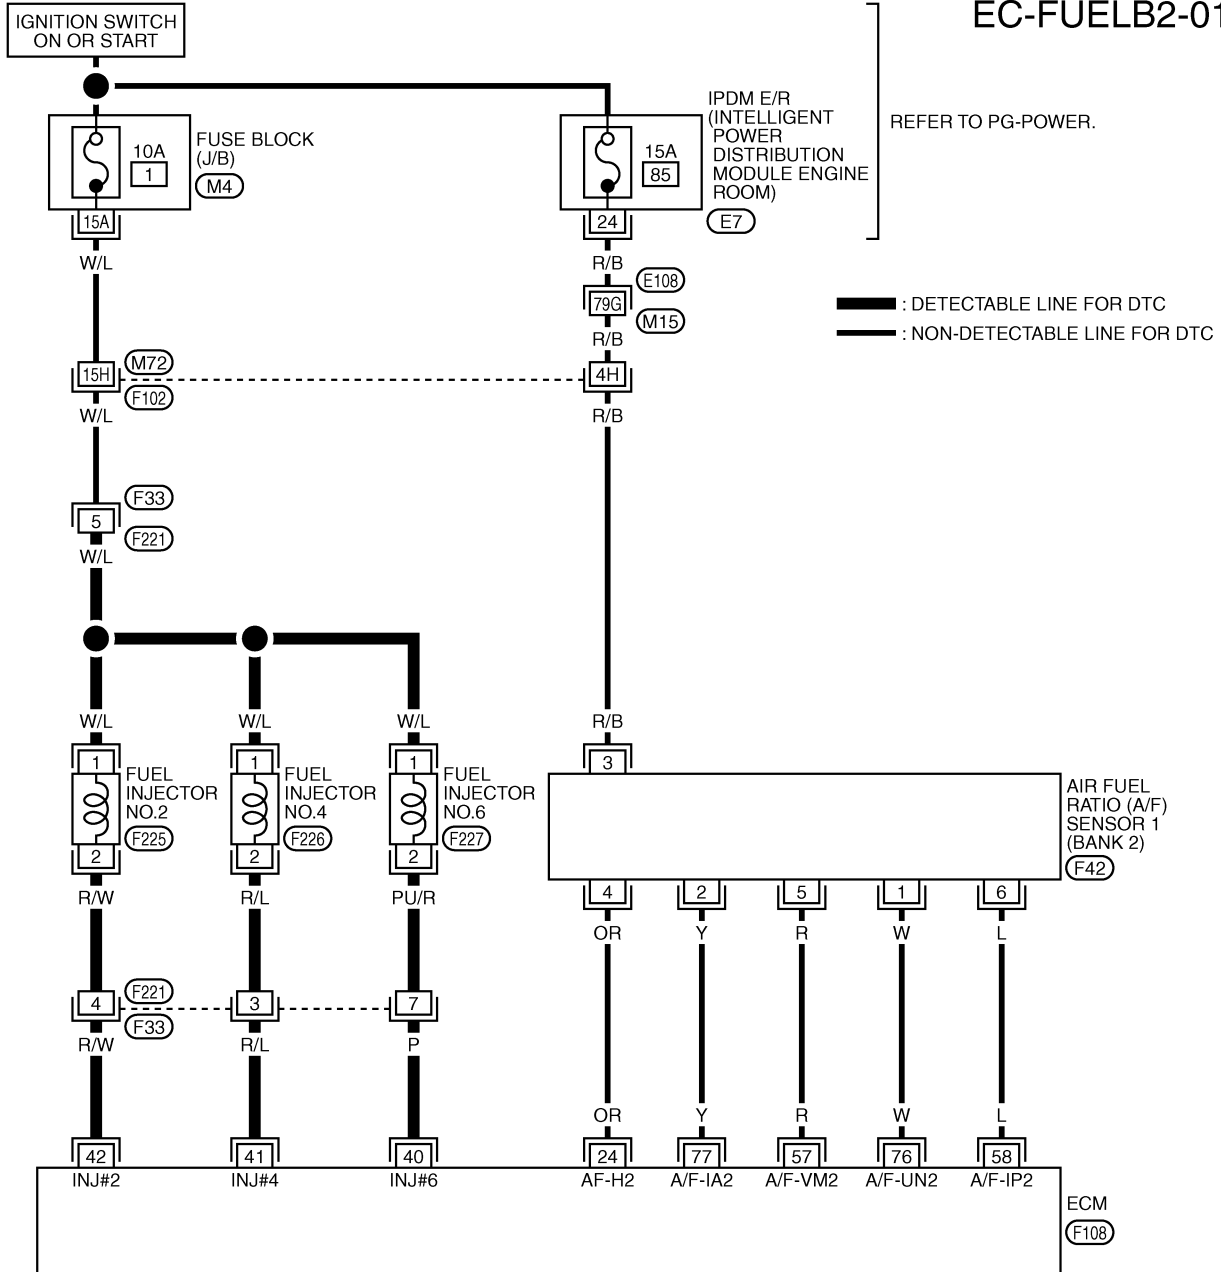 EC-FUELB2-01
IGNITION SWITCH
ON OR START
10A
1
FUSE BLOCK
(J/B)
M4
15A
15A
85
IPDM E/R
(INTELLIGENT
POWER
DISTRIBUTION
MODULE ENGINE
ROOM)
E7
24
REFER TO PG-POWER.
W/L
R/B
E108
79G
M15
R/B
: DETECTABLE LINE FOR DTC
: NON-DETECTABLE LINE FOR DTC
15H
M72
F102
4H
W/L
R/B
5
F33
F221
W/L
W/L
W/L
W/L
R/B
1
1
1
3
FUEL
INJECTOR
NO.2
F225
FUEL
INJECTOR
NO.4
F226
FUEL
INJECTOR
NO.6
F227
AIR FUEL
RATIO (A/F)
SENSOR 1
(BANK 2)
F42
2
2
2
4
2
5
1
6
R/W
R/L
PU/R
OR
Y
R
W
L
4
F221
F33
3
7
R/W
R/L
P
OR
Y
R
W
L
42
41
40
24
77
57
76
58
INJ#2
INJ#4
INJ#6
AF-H2
A/F-IA2
A/F-VM2
A/F-UN2
A/F-IP2
ECM
F108